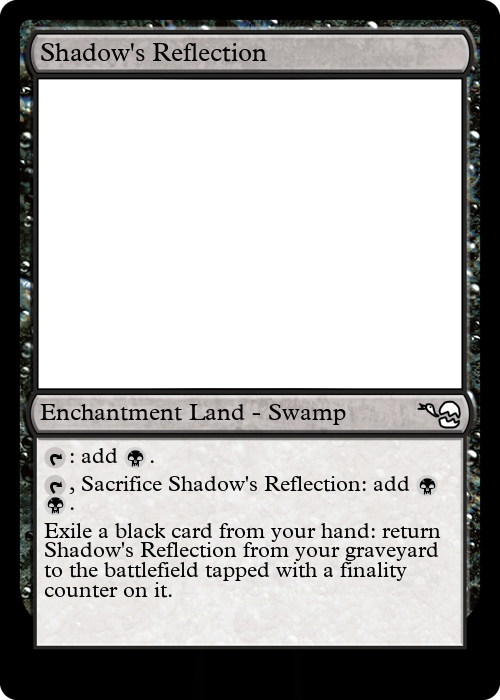 Shadow's Reflection
Enchantment Land - Swamp
: add .
, Sacrifice Shadow's Reflection: add
.
Exile a black card from your hand: return
Shadow's Reflection from your graveyard
to the battlefield tapped with a finality
counter on it.